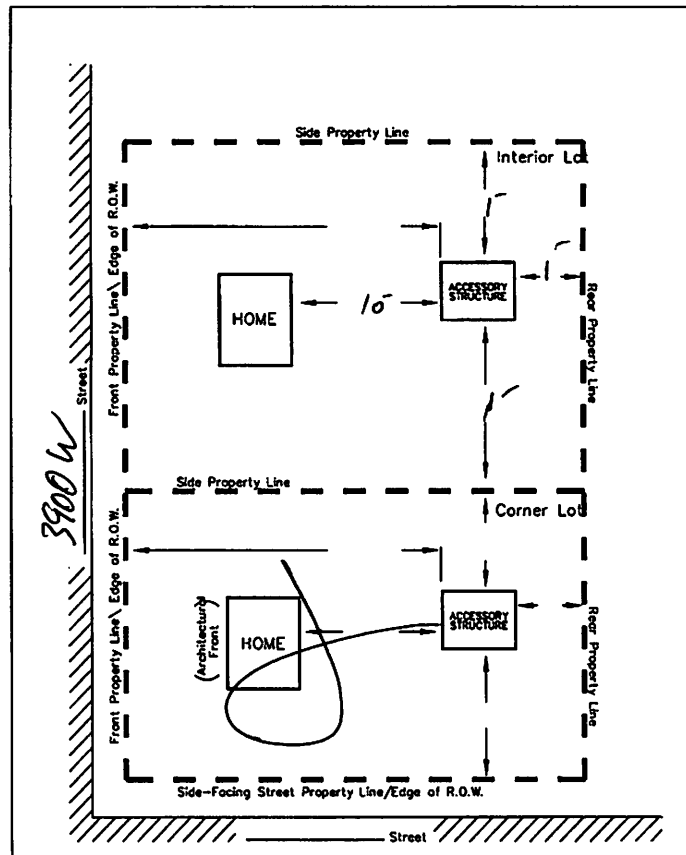 Side Property Line
Interior Lot
Front Property Line\ Edge of R.O.W.
1'
1'
ACCESSORY
STRUCTURE
HOME
10'
Rear Property Line
1'
3900 W Street
Side Property Line
Corner Lot
Front Property Line\ Edge of R.O.W.
(Architectural
Front)
HOME
ACCESSORY
STRUCTURE
Rear Property Line
Side-Facing Street Property Line/Edge of R.O.W.
Street